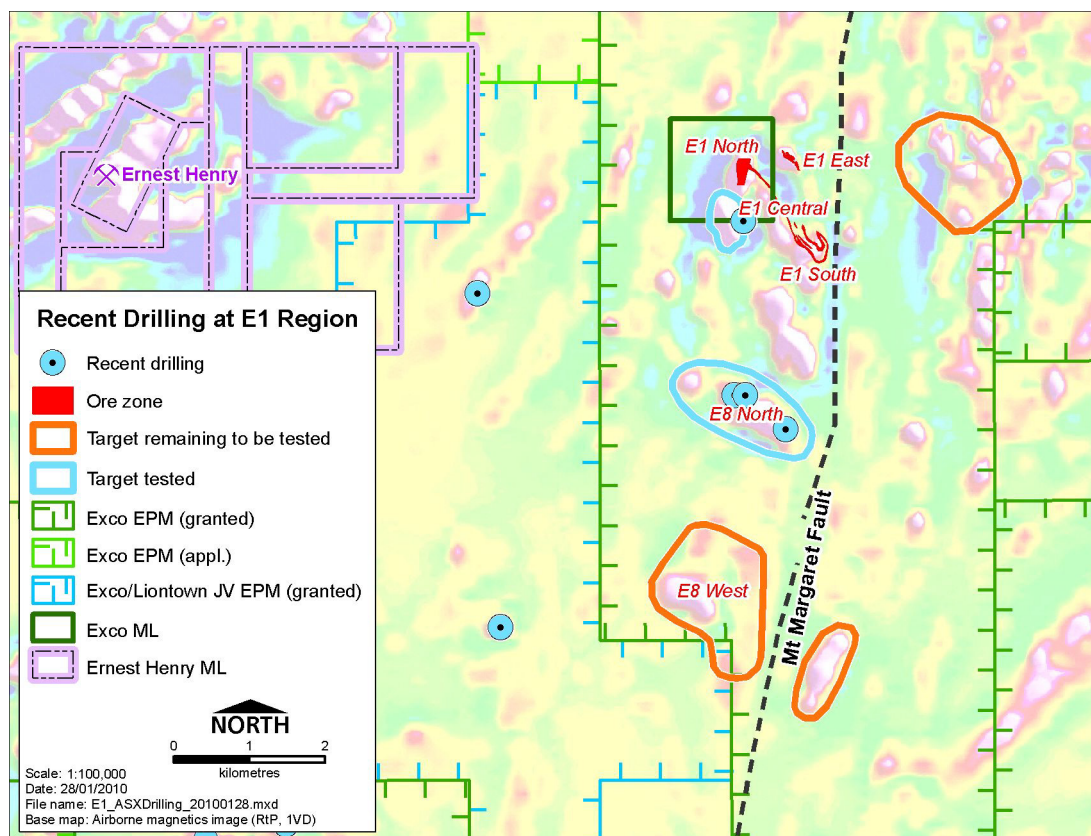 Ernest Henry
E1 North
E1 East
E1 Central
E1 South
E8 North
Mt Margaret Fault
E8 West
Recent Drilling at E1 Region
Recent drilling
Ore zone
Target remaining to be tested
Target tested
Exco EPM (granted)
Exco EPM (appl.)
Exco/Liontown JV EPM (granted)
Exco ML
Ernest Henry ML
NORTH
0 1 2
kilometres
Scale: 1:100,000
Date: 28/01/2010
File name: E1_ASXDrilling_20100128.mxd
Base map: Airborne magnetics image (RtP, 1VD)